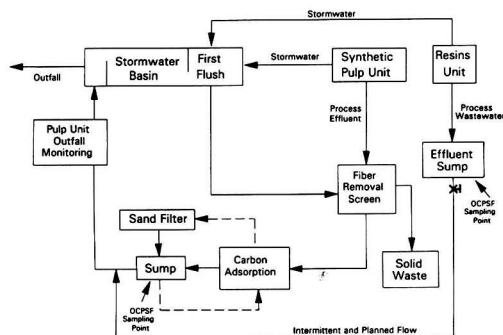 Stormwater
Outfall
Stormwater
Basin
First
Flush
Stormwater
Synthetic
Pulp Unit
Resins
Unit
Process
Effluent
Process
Wastewater
Pulp Unit
Outfall
Monitoring
Effluent
Sump
OCPSF
Sampling
Point
Fiber
Removal
Screen
Sand Filter
Sump
Carbon
Adsorption
Solid
Waste
OCPSF
Sampling
Point
Intermittent and Planned Flow